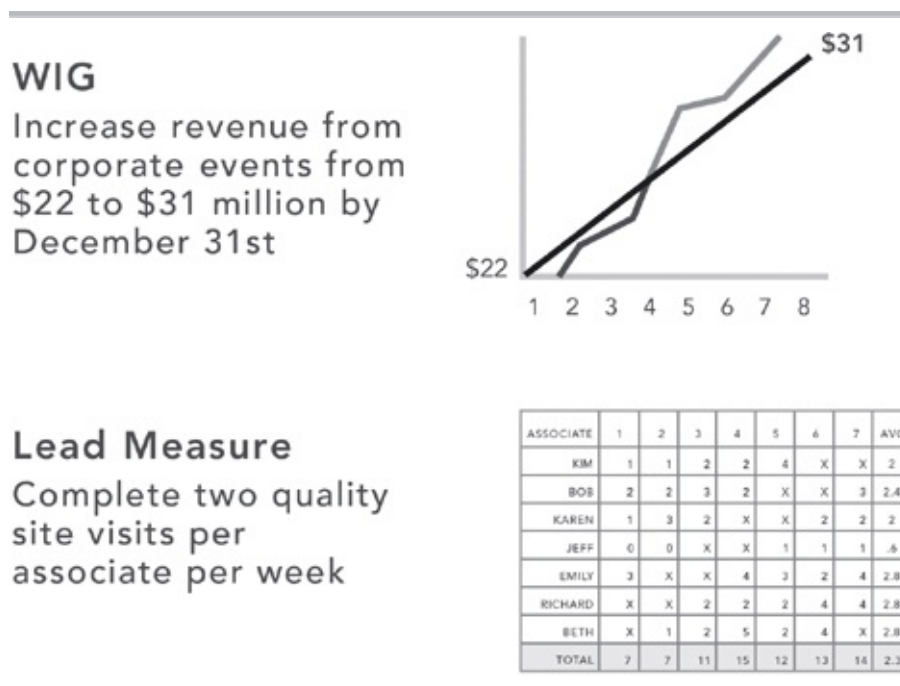 WIG
Increase revenue from
corporate events from
$22 to $31 million by
December 31st
$31
$22
1 2 3 4 5 6 7 8
Lead Measure
Complete two quality
site visits per
associate per week
ASSOCIATE 1 2 3 4 5 6 7 AVG
KIM 1 1 2 2 4 X X 2
BOB 2 2 3 2 X X 3 2.4
KAREN 1 3 2 X X 2 2 2
JEFF 0 0 X X 1 1 1 .6
EMILY 3 X X 4 3 2 4 2.8
RICHARD X X 2 2 2 4 4 2.8
BETH X 1 2 5 2 4 X 2.8
TOTAL 7 7 11 15 12 13 14 2.3